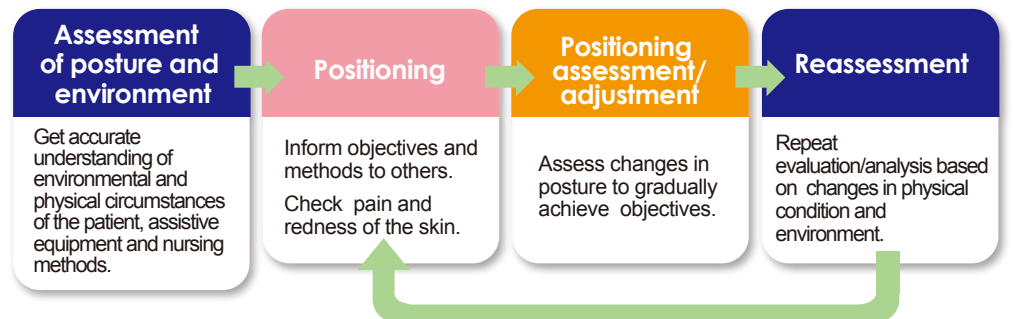 Assessment
of posture and
environment
Get accurate
understanding of
environmental and
physical circumstances
of the patient, assistive
equipment and nursing
methods.
Positioning
Inform objectives and
methods to others.
Check pain and
redness of the skin.
Positioning
assessment/
adjustment
Assess changes in
posture to gradually
achieve objectives.
Reassessment
Repeat
evaluation/analysis based
on changes in physical
condition and
environment.